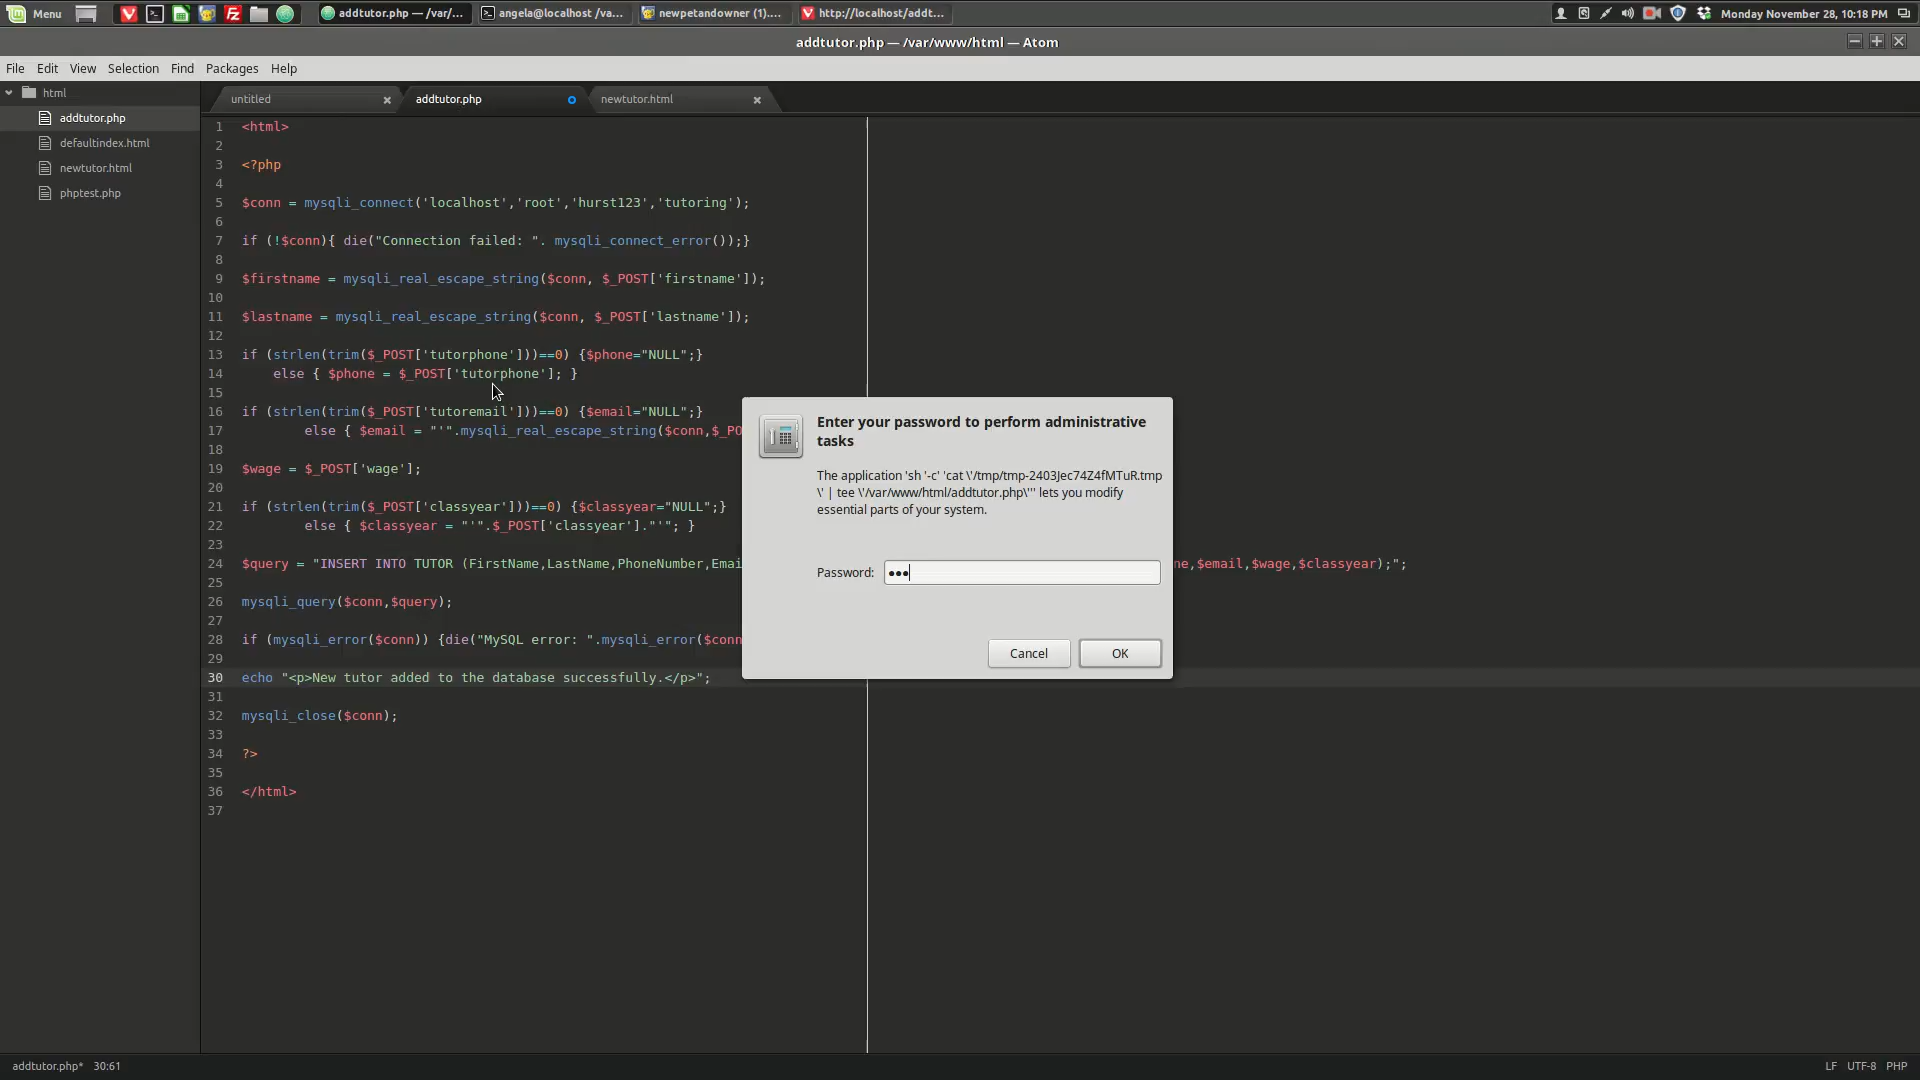 Menu
addtutor.php — /var/...
angela@localhost /va...
newpetandowner (1)....
http://localhost/addt...
Monday November 28, 10:18 PM
addtutor.php — /var/www/html — Atom
File Edit View Selection Find Packages Help
html
addtutor.php
defaultindex.html
newtutor.html
phptest.php
untitled
addtutor.php
newtutor.html
1 <html>
2
3 <?php
4
5 $conn = mysqli_connect('localhost','root','hurst123','tutoring');
6
7 if (!$conn){ die("Connection failed: ". mysqli_connect_error());}
8
9 $firstname = mysqli_real_escape_string($conn, $_POST['firstname']);
10
11 $lastname = mysqli_real_escape_string($conn, $_POST['lastname']);
12
13 if (strlen(trim($_POST['tutorphone']))==0) {$phone="NULL";}
14 else { $phone = $_POST['tutorphone']; }
15
16 if (strlen(trim($_POST['tutoremail']))==0) {$email="NULL";}
17 else { $email = "'".mysqli_real_escape_string($conn,$_PO
18
19 $wage = $_POST['wage'];
20
21 if (strlen(trim($_POST['classyear']))==0) {$classyear="NULL";}
22 else { $classyear = "'".$_POST['classyear']."'"; }
23
24 $query = "INSERT INTO TUTOR (FirstName,LastName,PhoneNumber,Emai ne,$email,$wage,$classyear);";
25
26 mysqli_query($conn,$query);
27
28 if (mysqli_error($conn)) {die("MySQL error: ".mysqli_error($conn
29
30 echo "<p>New tutor added to the database successfully.</p>";
31
32 mysqli_close($conn);
33
34 ?>
35
36 </html>
37
Enter your password to perform administrative
tasks
The application 'sh '-c' 'cat \'/tmp/tmp-2403Jec74Z4fMTuR.tmp
\' | tee \'/var/www/html/addtutor.php\''' lets you modify
essential parts of your system.
Password: •••
Cancel OK
addtutor.php* 30:61
LF UTF-8 PHP